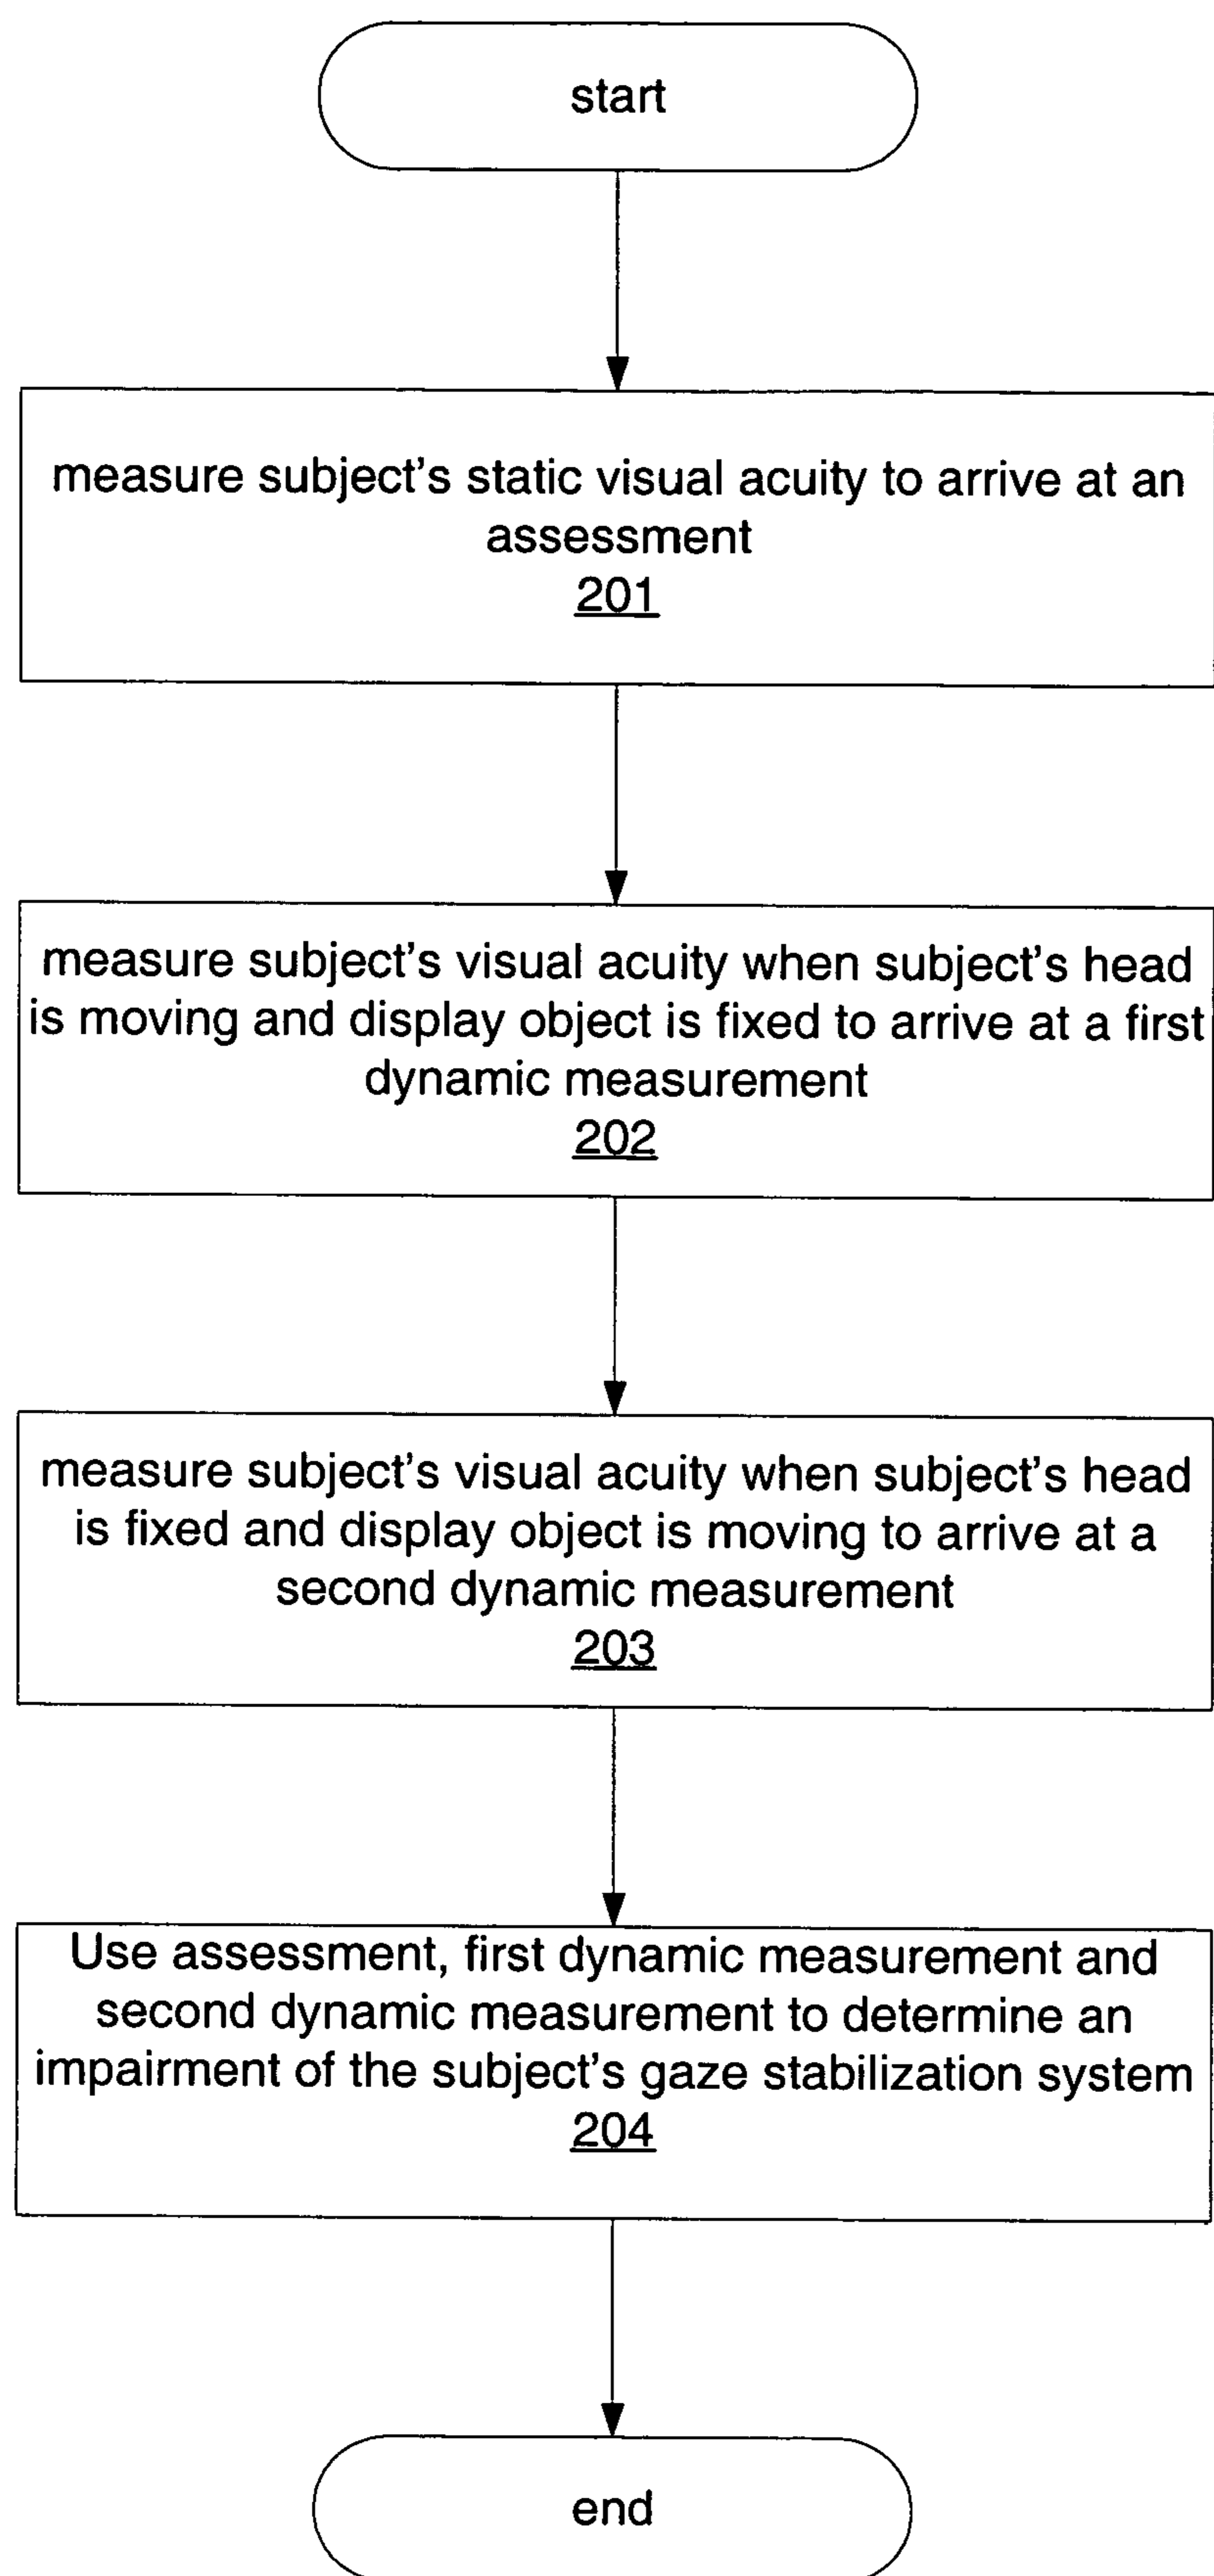 start
measure subject's static visual acuity to arrive at an
assessment
201
measure subject's visual acuity when subject's head
is moving and display object is fixed to arrive at a first
dynamic measurement
202
measure subject's visual acuity when subject's head
is fixed and display object is moving to arrive at a
second dynamic measurement
203
Use assessment, first dynamic measurement and
second dynamic measurement to determine an
impairment of the subject's gaze stabilization system
204
end